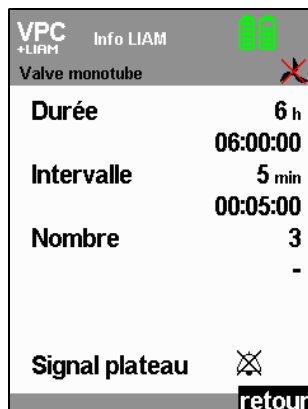 VPC Info LIAM
+LIAM
Valve monotube
Durée 6 h
06:00:00
Intervalle 5 min
00:05:00
Nombre 3
-
Signal plateau
retour